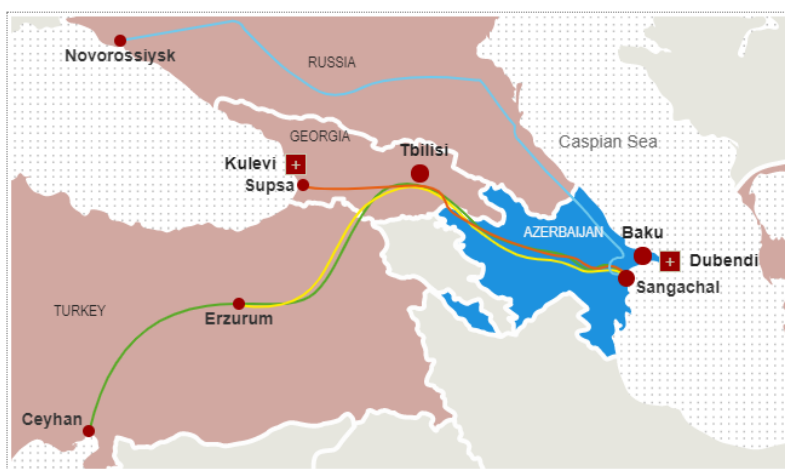 Novorossiysk
RUSSIA
GEORGIA
Caspian Sea
Tbilisi
Kulevi
Supsa
AZERBAIJAN
Baku
Dubendi
Sangachal
TURKEY
Erzurum
Ceyhan